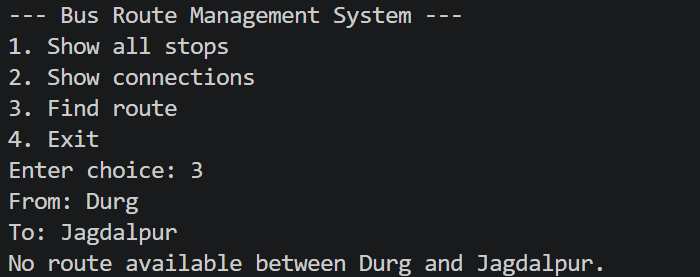 --- Bus Route Management System ---
1. Show all stops
2. Show connections
3. Find route
4. Exit
Enter choice: 3
From: Durg
To: Jagdalpur
No route available between Durg and Jagdalpur.